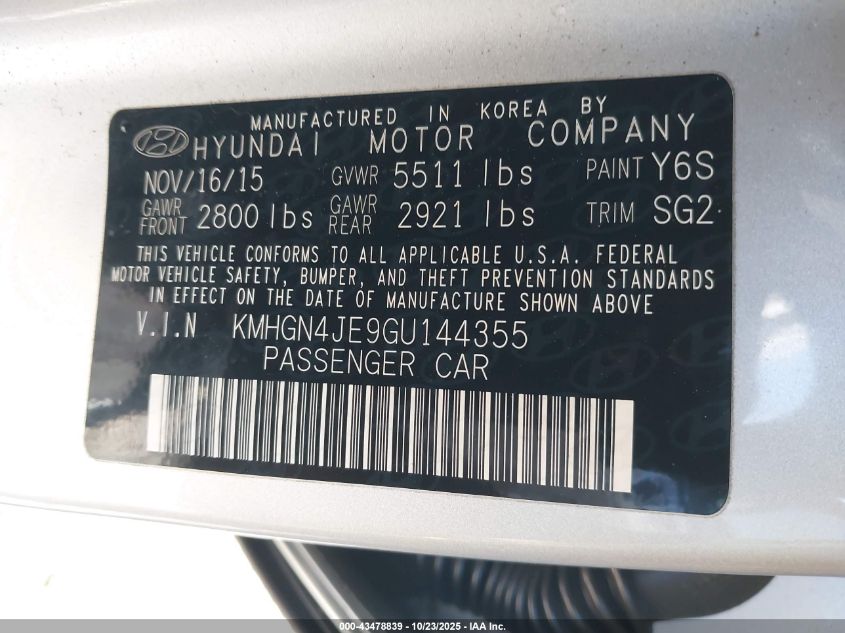 MANUFACTURED IN KOREA BY
HYUNDAI MOTOR COMPANY
NOV/16/15 GVWR 5511 lbs PAINT Y6S
GAWR FRONT 2800 lbs GAWR REAR 2921 lbs TRIM SG2
THIS VEHICLE CONFORMS TO ALL APPLICABLE U.S.A. FEDERAL
MOTOR VEHICLE SAFETY, BUMPER, AND THEFT PREVENTION STANDARDS
IN EFFECT ON THE DATE OF MANUFACTURE SHOWN ABOVE
V.I.N KMHGN4JE9GU144355
PASSENGER CAR
000-43478839 - 10/23/2025 - IAA Inc.